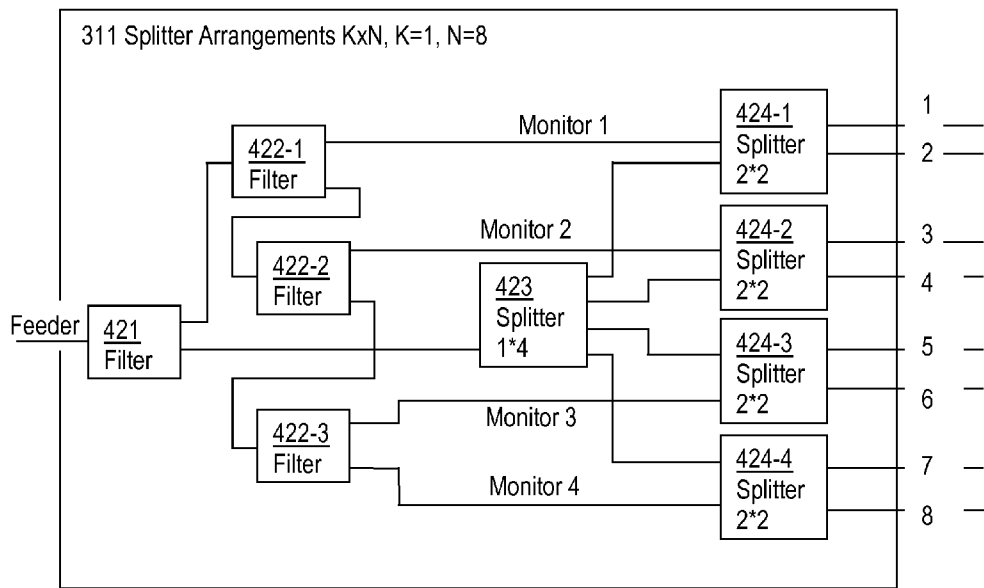 311 Splitter Arrangements KxN, K=1, N=8
Feeder
421
Filter
422-1
Filter
422-2
Filter
422-3
Filter
423
Splitter
1*4
Monitor 1
Monitor 2
Monitor 3
Monitor 4
424-1
Splitter
2*2
424-2
Splitter
2*2
424-3
Splitter
2*2
424-4
Splitter
2*2
1
2
3
4
5
6
7
8